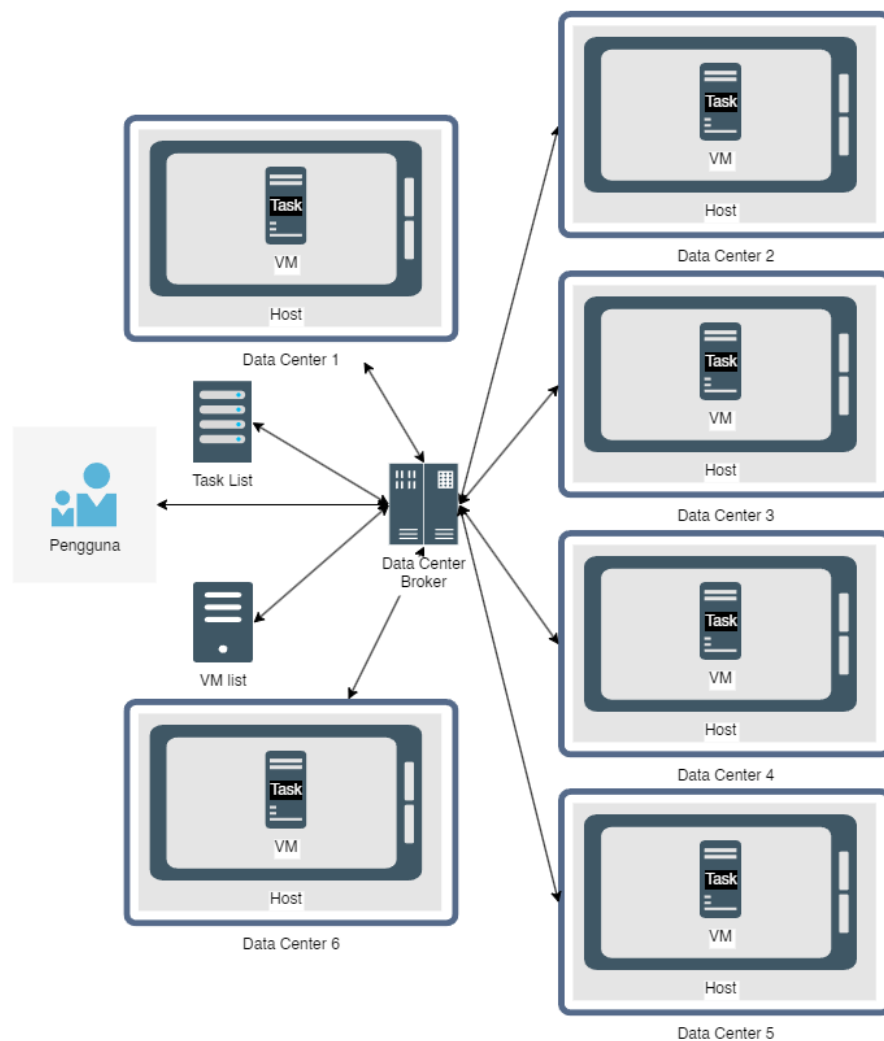 Task
VM
Host
Data Center 1
Task
VM
Host
Data Center 2
Task
VM
Host
Data Center 3
Task List
Pengguna
Data Center
Broker
VM list
Task
VM
Host
Data Center 4
Task
VM
Host
Data Center 6
Task
VM
Host
Data Center 5